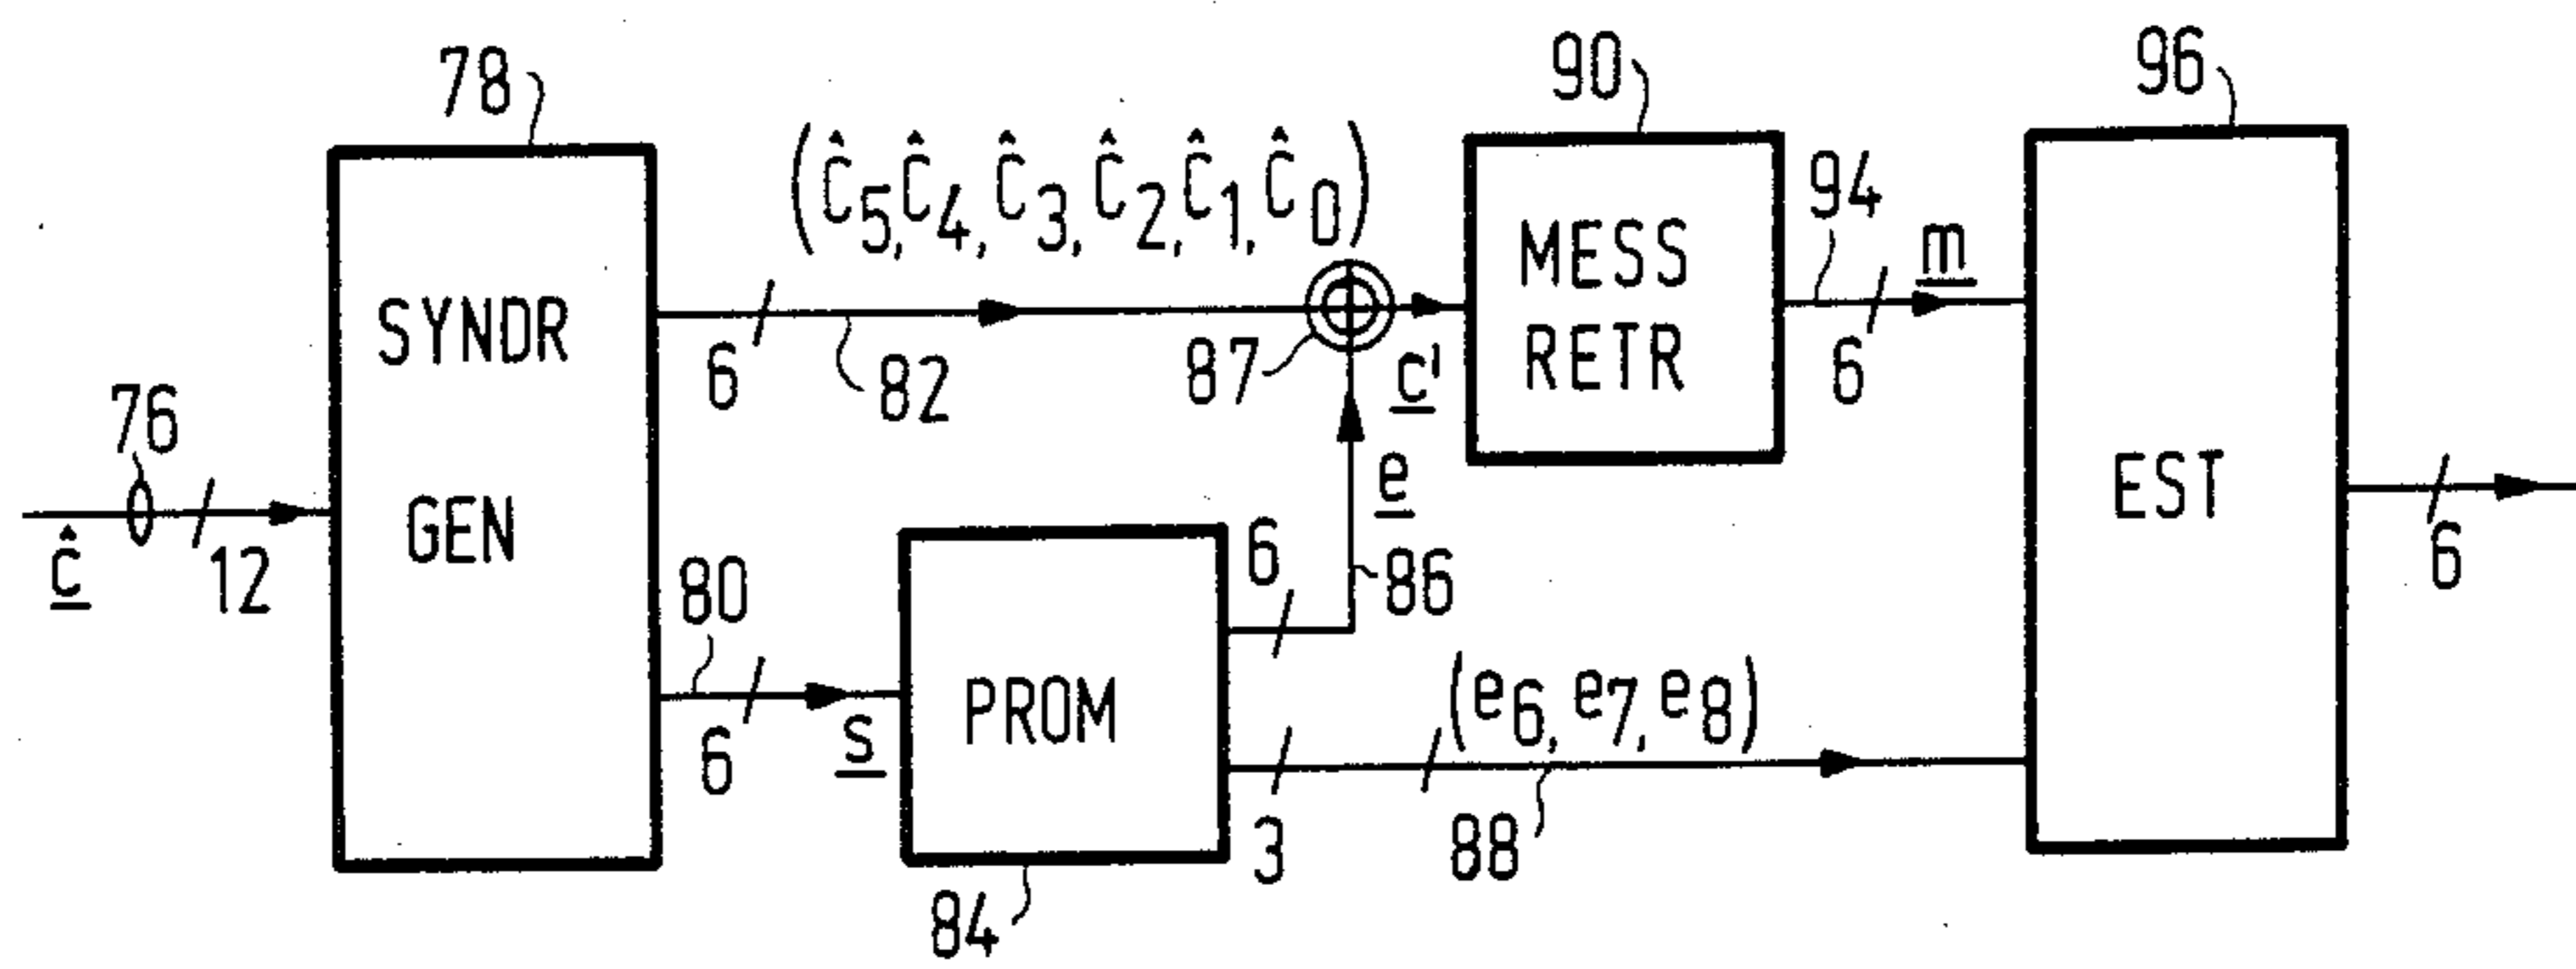 78
90
96
(ĉ5, ĉ4, ĉ3, ĉ2, ĉ1, ĉ0)
94
m
MESS
RETR
SYNDR
GEN
6
82
87
c'
6
76
ĉ
12
EST
6
80
6
s
PROM
6
e
86
(e6, e7, e8)
3
88
84